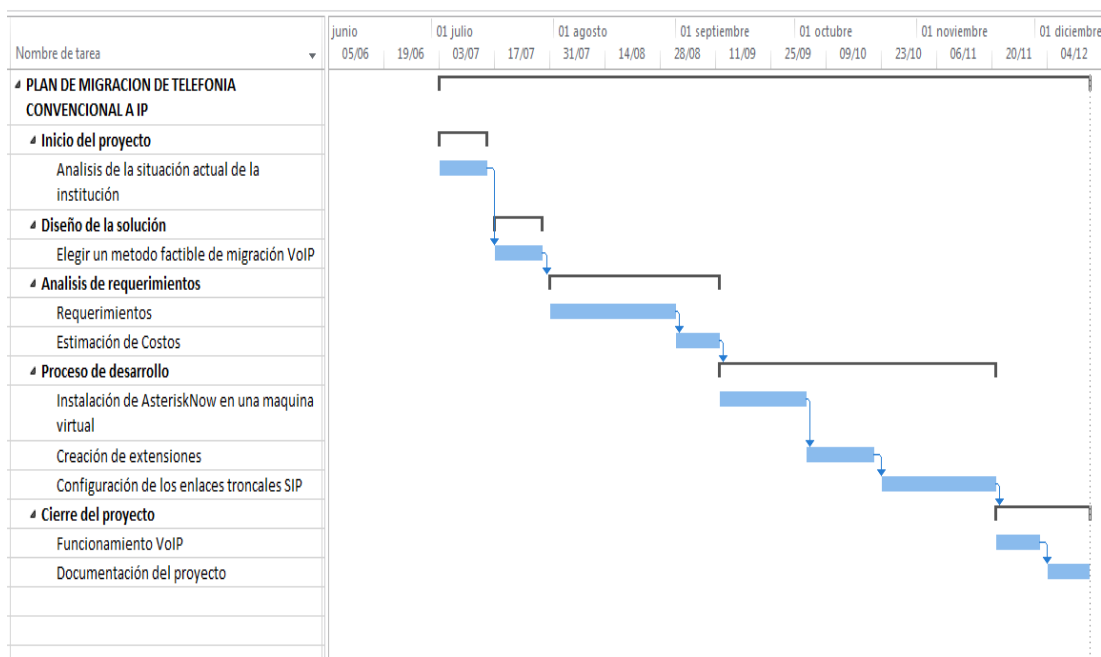 junio 01 julio 01 agosto 01 septiembre 01 octubre 01 noviembre 01 diciembre
Nombre de tarea 05/06 19/06 03/07 17/07 31/07 14/08 28/08 11/09 25/09 09/10 23/10 06/11 20/11 04/12
PLAN DE MIGRACION DE TELEFONIA
CONVENCIONAL A IP
Inicio del proyecto
Analisis de la situación actual de la
institución
Diseño de la solución
Elegir un metodo factible de migración VoIP
Analisis de requerimientos
Requerimientos
Estimación de Costos
Proceso de desarrollo
Instalación de AsteriskNow en una maquina
virtual
Creación de extensiones
Configuración de los enlaces troncales SIP
Cierre del proyecto
Funcionamiento VoIP
Documentación del proyecto